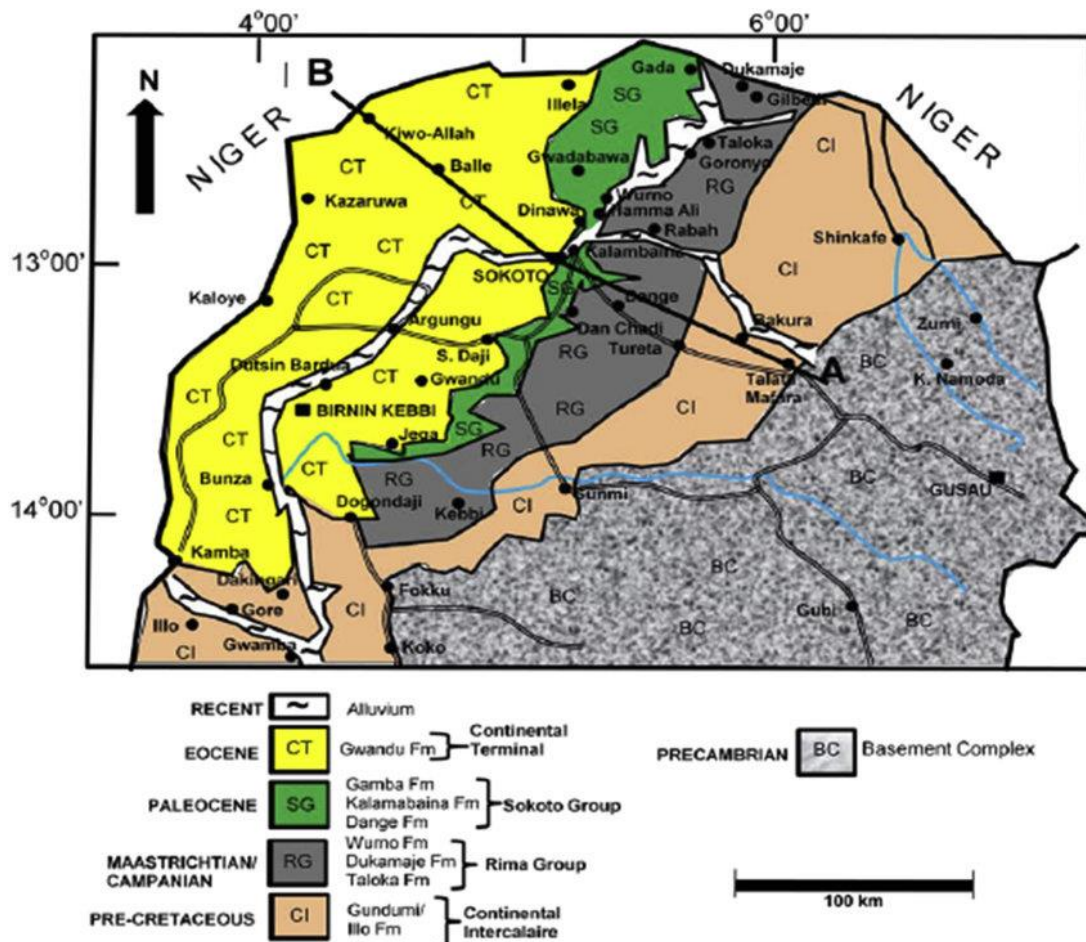 4°00' 6°00'
N
B
NIGER
NIGER
CT
Illela
Gada
Dukamaje
SG
CT
Kiwo-Allah
SG
Taloka
CI
CT
Balle
Gwadabawa
Goronyo
RG
CT
Kazaruwa
Dinawa
Wurno
Hamma Ali
Rabah
Shinkafe
13°00'
CT
CT
SOKOTO
Kalambaina
CI
Kaloye
CT
SG
Dange
Argungu
Dan Chadi
Bakura
Zumi
CT
S. Daji
Tureta
RG
BC
A
Dutsin Bardua
CT
Gwandu
Talata
Mafara
K. Namoda
CT
BIRNIN KEBBI
RG
CI
SG
CT
Jega
RG
BC
Bunza
CT
RG
BC
GUSAU
14°00'
CT
Dogondaji
Kebbi
CI
BC
Kamba
BC
Dakingari
Fokku
BC
Gore
CI
Gubi
BC
Illo
BC
CI
Gwamba
Koko
RECENT ~ Alluvium
EOCENE CT Gwandu Fm Continental
Terminal
PRECAMBRIAN BC Basement Complex
PALEOCENE SG Gamba Fm
Kalamabaina Fm Sokoto Group
Dange Fm
MAASTRICHTIAN/
CAMPANIAN RG Wurno Fm
Dukamaje Fm Rima Group
Taloka Fm
100 km
PRE-CRETACEOUS CI Gundumi/ Continental
Illo Fm Intercalaire